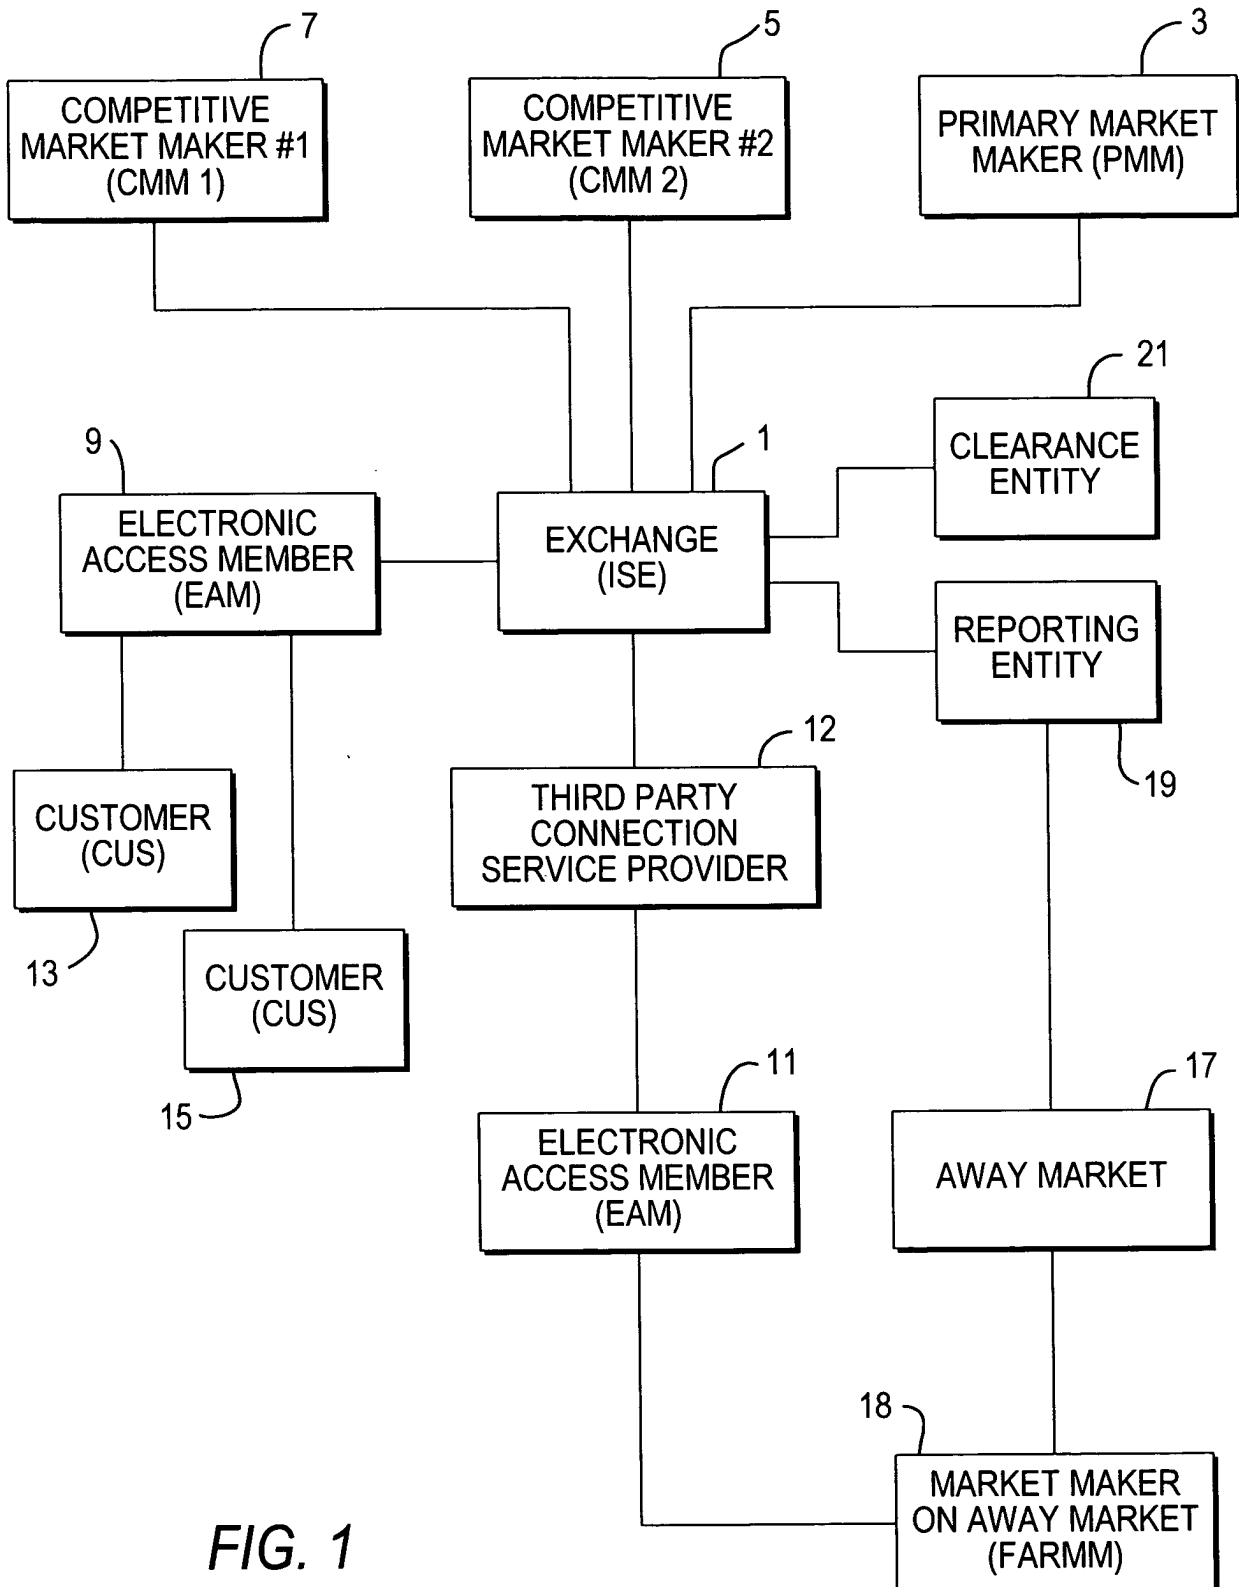 7
5
3
COMPETITIVE
MARKET MAKER #1
(CMM 1)
COMPETITIVE
MARKET MAKER #2
(CMM 2)
PRIMARY MARKET
MAKER (PMM)
21
CLEARANCE
ENTITY
9
1
ELECTRONIC
ACCESS MEMBER
(EAM)
EXCHANGE
(ISE)
REPORTING
ENTITY
19
12
THIRD PARTY
CONNECTION
SERVICE PROVIDER
CUSTOMER
(CUS)
13
CUSTOMER
(CUS)
15
11
17
ELECTRONIC
ACCESS MEMBER
(EAM)
AWAY MARKET
18
MARKET MAKER
ON AWAY MARKET
(FARMM)
FIG. 1